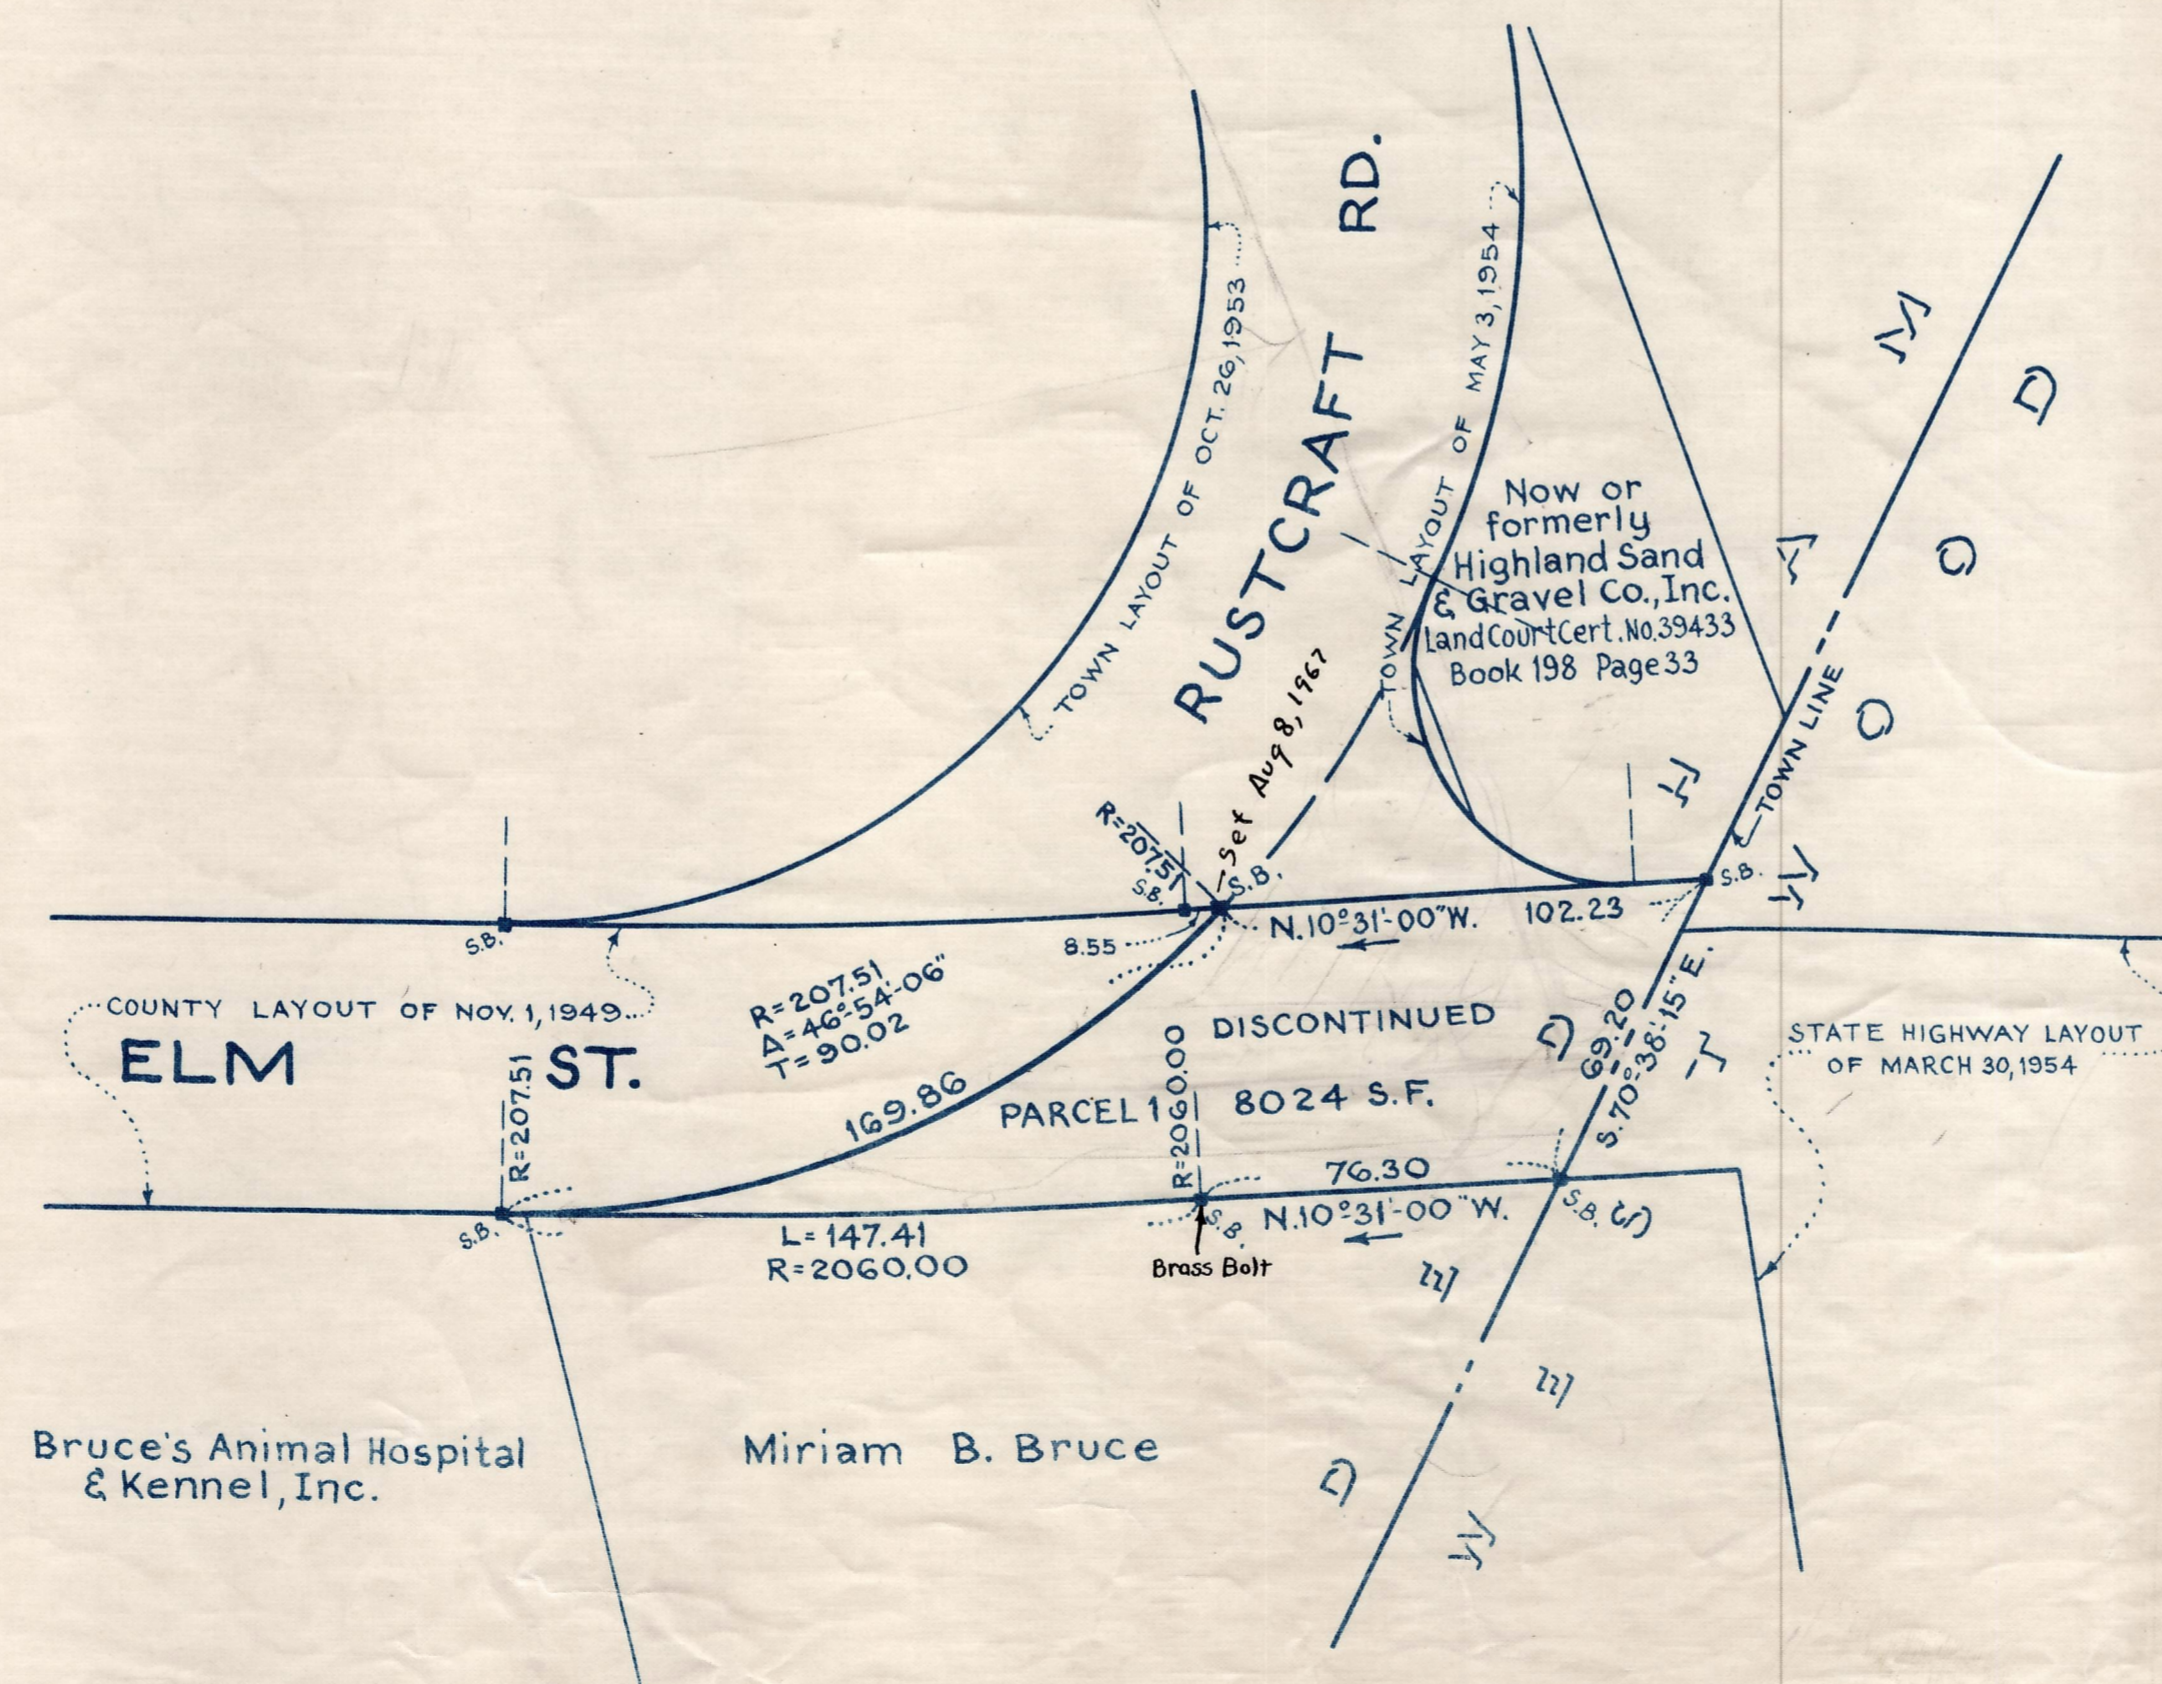 RUSTCRAFT RD.
TOWN LAYOUT OF OCT. 26, 1953
TOWN LAYOUT OF MAY 3, 1954
Now or
formerly
Highland Sand
& Gravel Co., Inc.
Land Court Cert. No. 39433
Book 198 Page 33
TOWN LINE
Set Aug 8, 1967
R=207.51
S.B.
S.B.
S.B.
S.B.
8.55
N.10°-31'-00"W.
102.23
COUNTY LAYOUT OF NOV. 1, 1949
ELM ST.
R=207.51
Δ=46°-54'-06"
T=90.02
R=207.51
169.86
PARCEL 1
DISCONTINUED
8024 S.F.
R=2060.00
69.20
S.70°-38'-15"E.
STATE HIGHWAY LAYOUT
OF MARCH 30, 1954
76.30
N.10°-31'-00"W.
S.B.
S.B.
S.B.
L=147.41
R=2060.00
Brass Bolt
Bruce's Animal Hospital
& Kennel, Inc.
Miriam B. Bruce